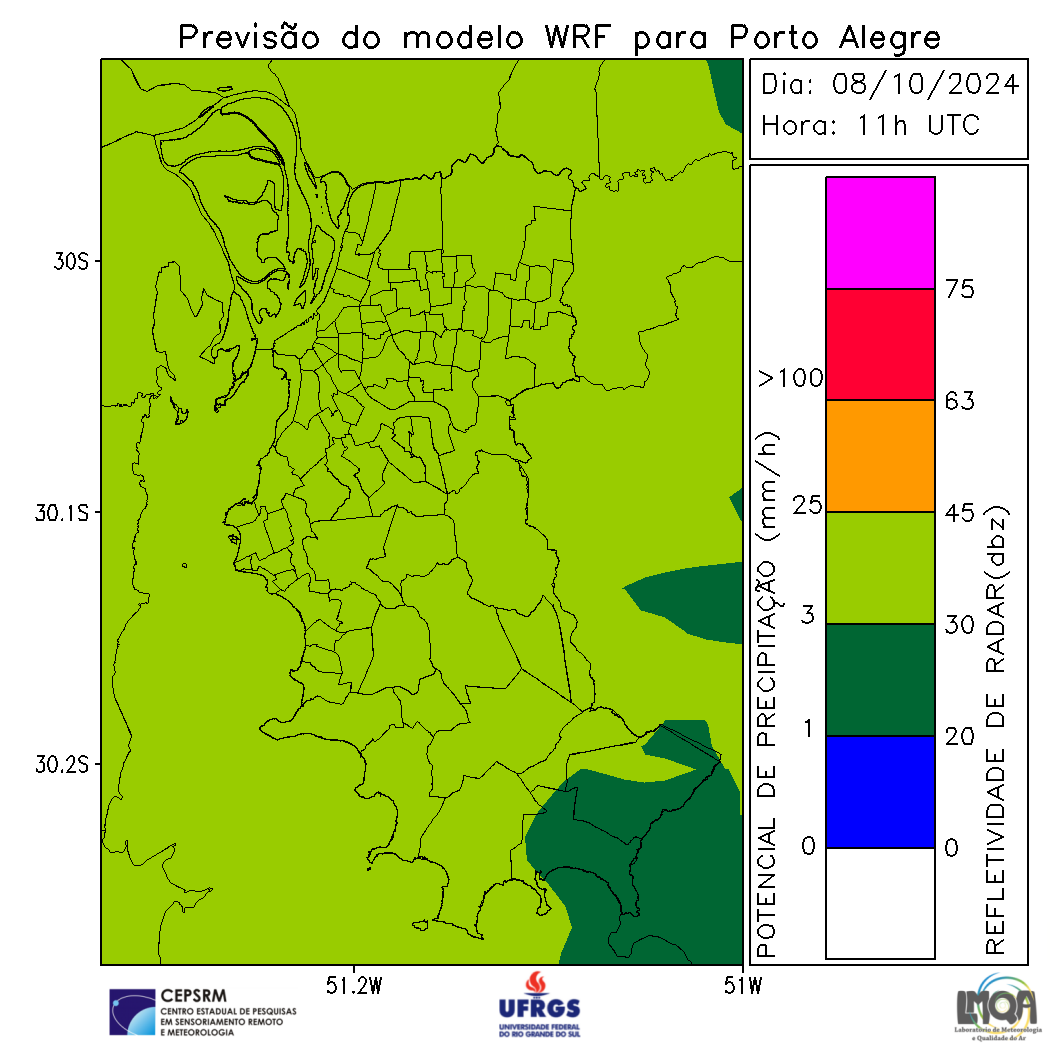 Previsão do modelo WRF para Porto Alegre
Dia: 08/10/2024
Hora: 11h UTC
30S
30.1S
30.2S
51.2W
51W
POTENCIAL DE PRECIPITAÇÃO (mm/h)
>100
25
3
1
0
75
63
45
30
20
0
REFLETIVIDADE DE RADAR(dbz)
CEPSRM
CENTRO ESTADUAL DE PESQUISAS
EM SENSORIAMENTO REMOTO
E METEOROLOGIA
UFRGS
UNIVERSIDADE FEDERAL
DO RIO GRANDE DO SUL
LMQA
Laboratório de Meteorologia
e Qualidade do Ar